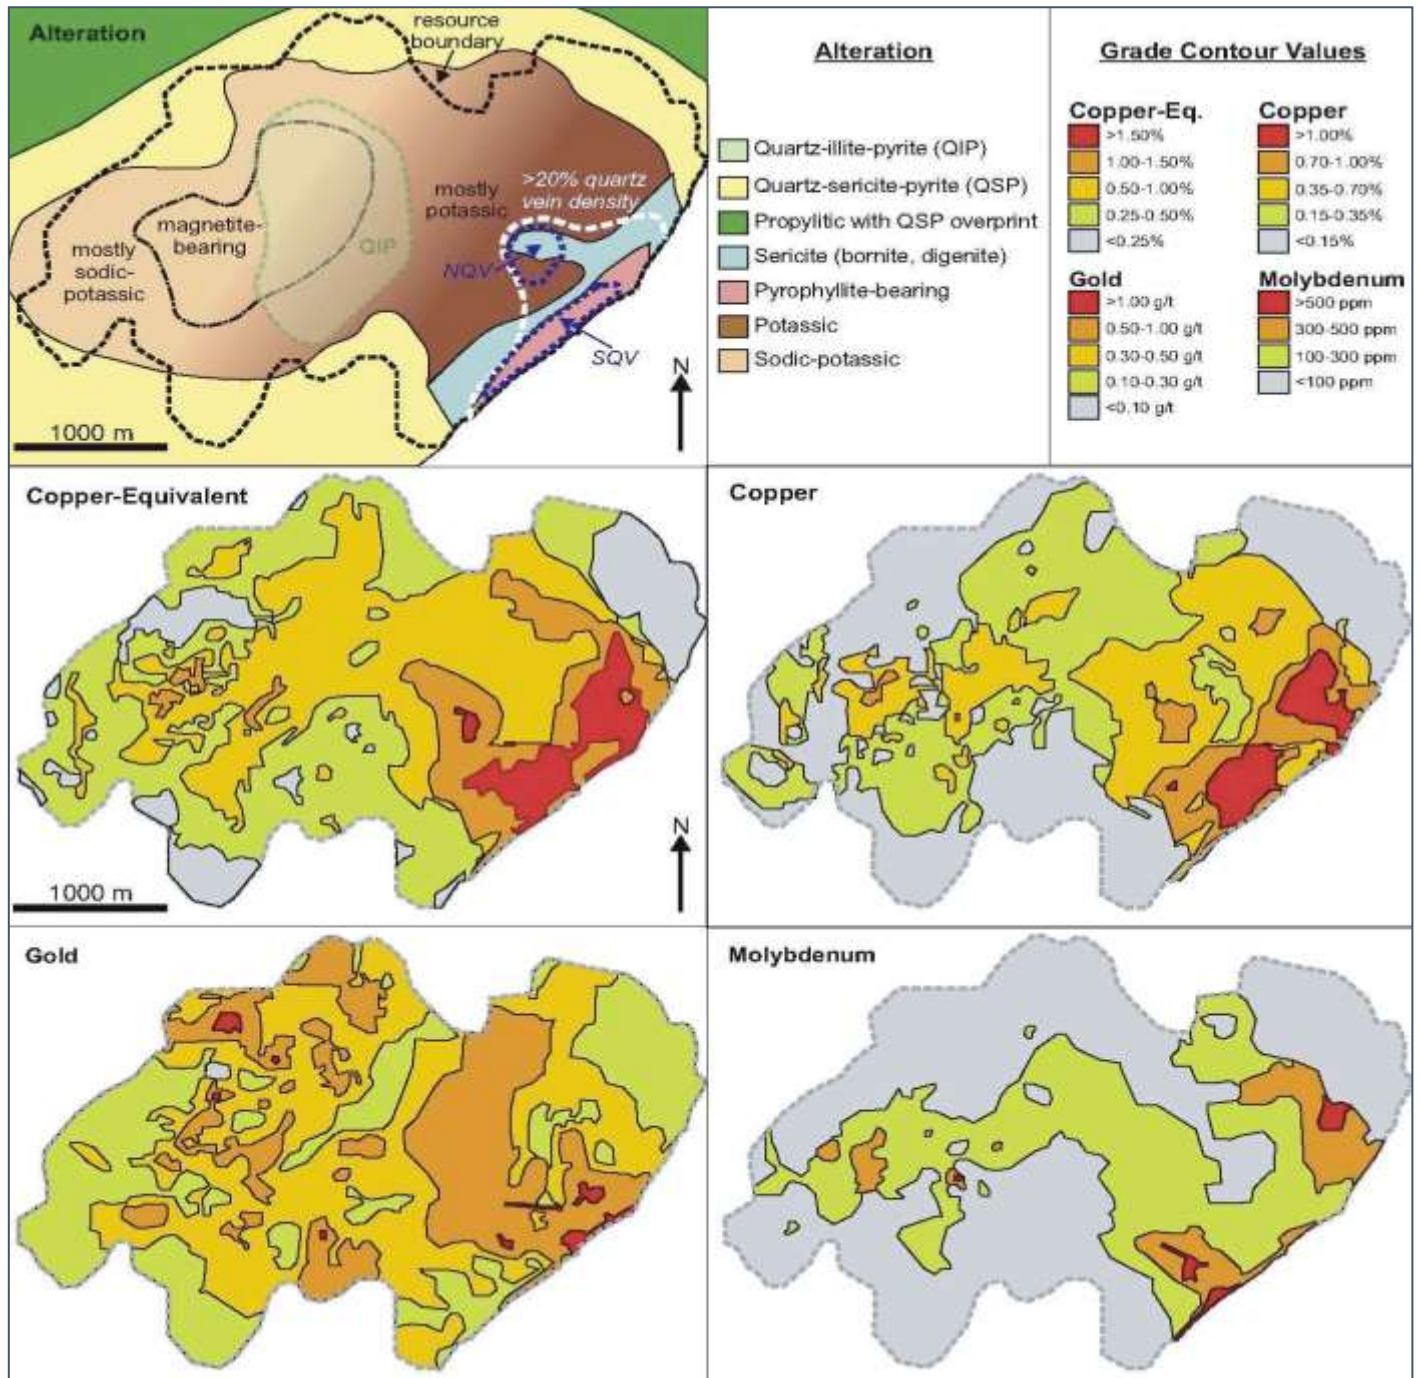 Alteration
resource
boundary
>20% quartz
vein density
mostly
potassic
magnetite-
bearing
QIP
mostly
sodic-
potassic
NQV
SQV
N
1000 m
Alteration
Quartz-illite-pyrite (QIP)
Quartz-sericite-pyrite (QSP)
Propylitic with QSP overprint
Sericite (bornite, digenite)
Pyrophyllite-bearing
Potassic
Sodic-potassic
Grade Contour Values
Copper-Eq.
>1.50%
1.00-1.50%
0.50-1.00%
0.25-0.50%
<0.25%
Copper
>1.00%
0.70-1.00%
0.35-0.70%
0.15-0.35%
<0.15%
Gold
>1.00 g/t
0.50-1.00 g/t
0.30-0.50 g/t
0.10-0.30 g/t
<0.10 g/t
Molybdenum
>500 ppm
300-500 ppm
100-300 ppm
<100 ppm
Copper-Equivalent
N
1000 m
Copper
Gold
Molybdenum